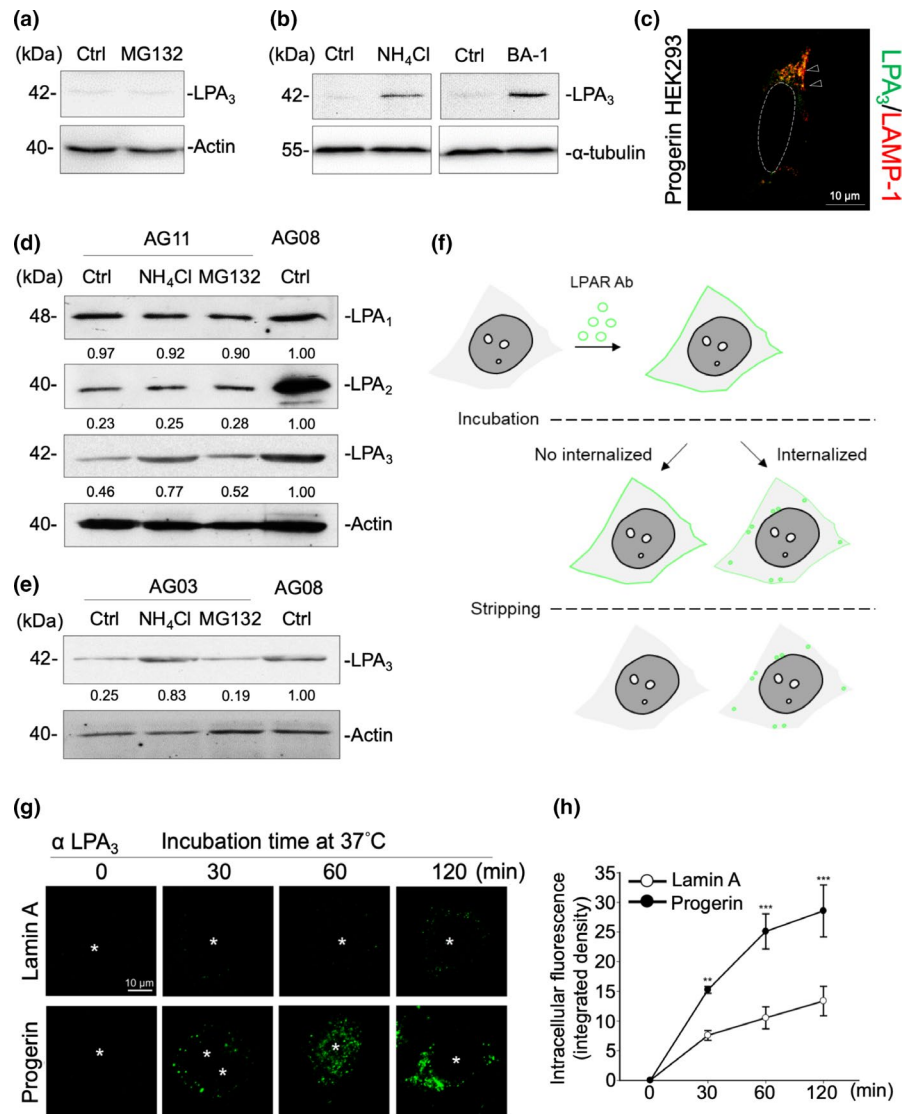 (a)
(kDa) Ctrl MG132
42- -LPA₃
40- -Actin
(b)
(kDa) Ctrl NH₄Cl Ctrl BA-1
42- -LPA₃
55- -α-tubulin
(c)
Progerin HEK293
LPA₃/LAMP-1
10 μm
(d)
AG11 AG08
(kDa) Ctrl NH₄Cl MG132 Ctrl
48- -LPA₁
0.97 0.92 0.90 1.00
40- -LPA₂
0.23 0.25 0.28 1.00
42- -LPA₃
0.46 0.77 0.52 1.00
40- -Actin
(e)
AG03 AG08
(kDa) Ctrl NH₄Cl MG132 Ctrl
42- -LPA₃
0.25 0.83 0.19 1.00
40- -Actin
(f)
LPAR Ab
Incubation
No internalized Internalized
Stripping
(g)
α LPA₃ Incubation time at 37°C
0 30 60 120 (min)
Lamin A
* * * *
10 μm
Progerin
* * * * *
(h)
Intracellular fluorescence
(integrated density)
35
30
25
20
15
10
5
0
Lamin A
Progerin
** *** ***
0 30 60 120 (min)